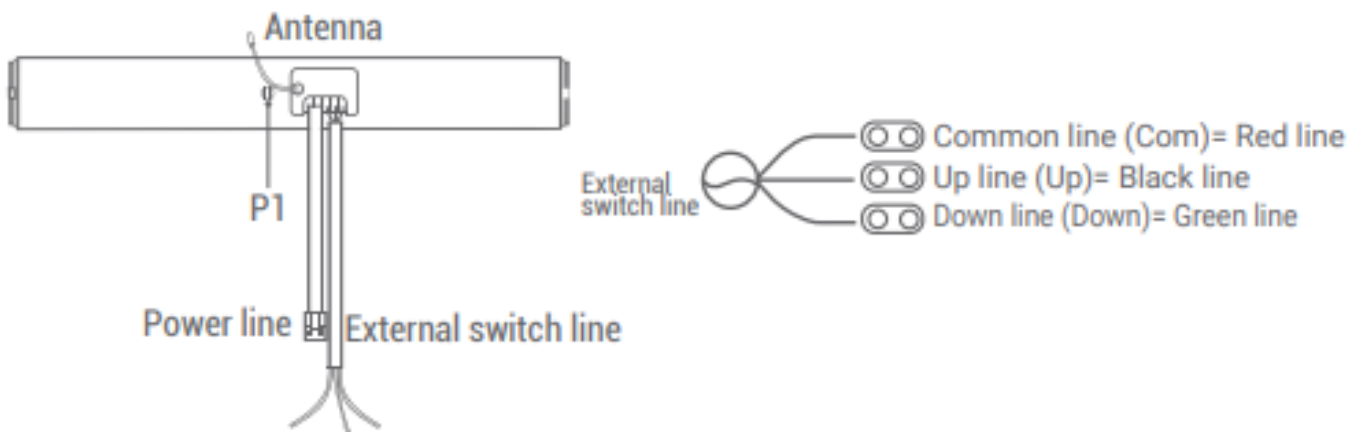 Antenna
P1
Power line
External switch line
External
switch line
Common line (Com)= Red line
Up line (Up)= Black line
Down line (Down)= Green line